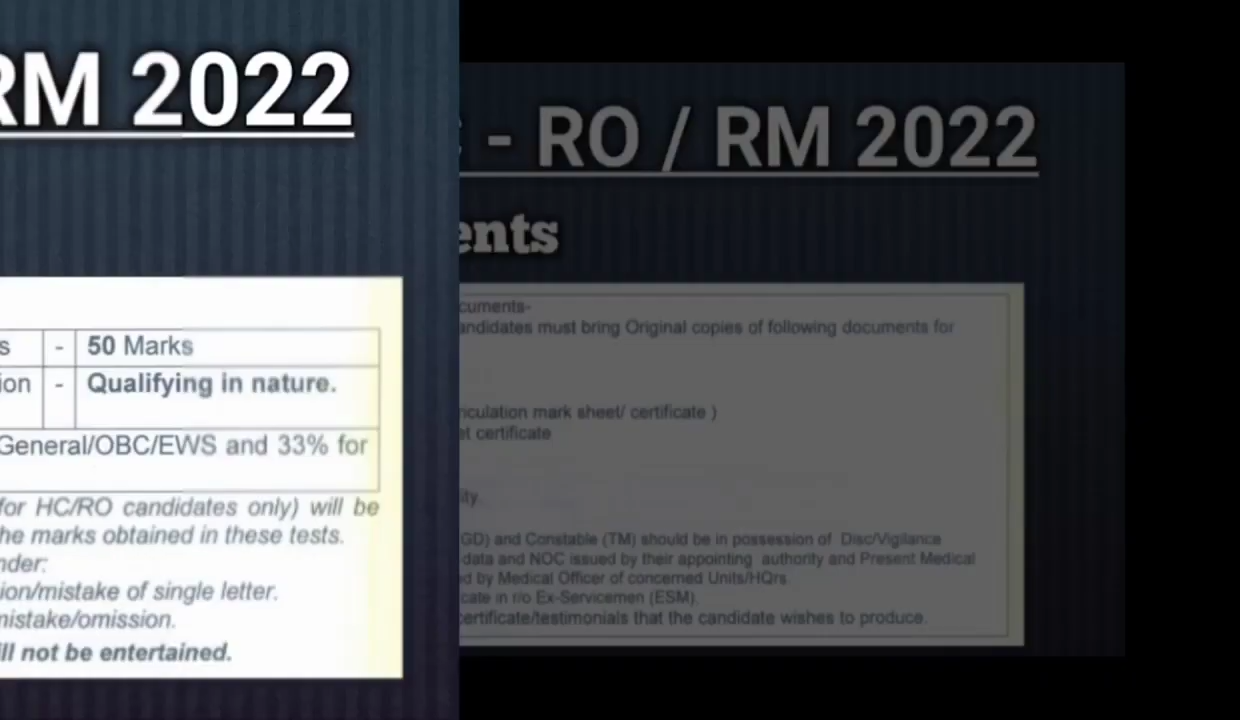 RM 2022
- 50 Marks
- Qualifying in nature.
General/OBC/EWS and 33% for
for HC/RO candidates only) will be
he marks obtained in these tests.
nder:
ion/mistake of single letter.
mistake/omission.
ll not be entertained.
- RO / RM 2022
ents
cuments-
andidates must bring Original copies of following documents for
riculation mark sheet/ certificate )
et certificate
ity.
GD) and Constable (TM) should be in possession of Disc/Vigilance
data and NOC issued by their appointing authority and Present Medical
d by Medical Officer of concerned Units/HQrs
cate in r/o Ex-Servicemen (ESM).
certificate/testimonials that the candidate wishes to produce.